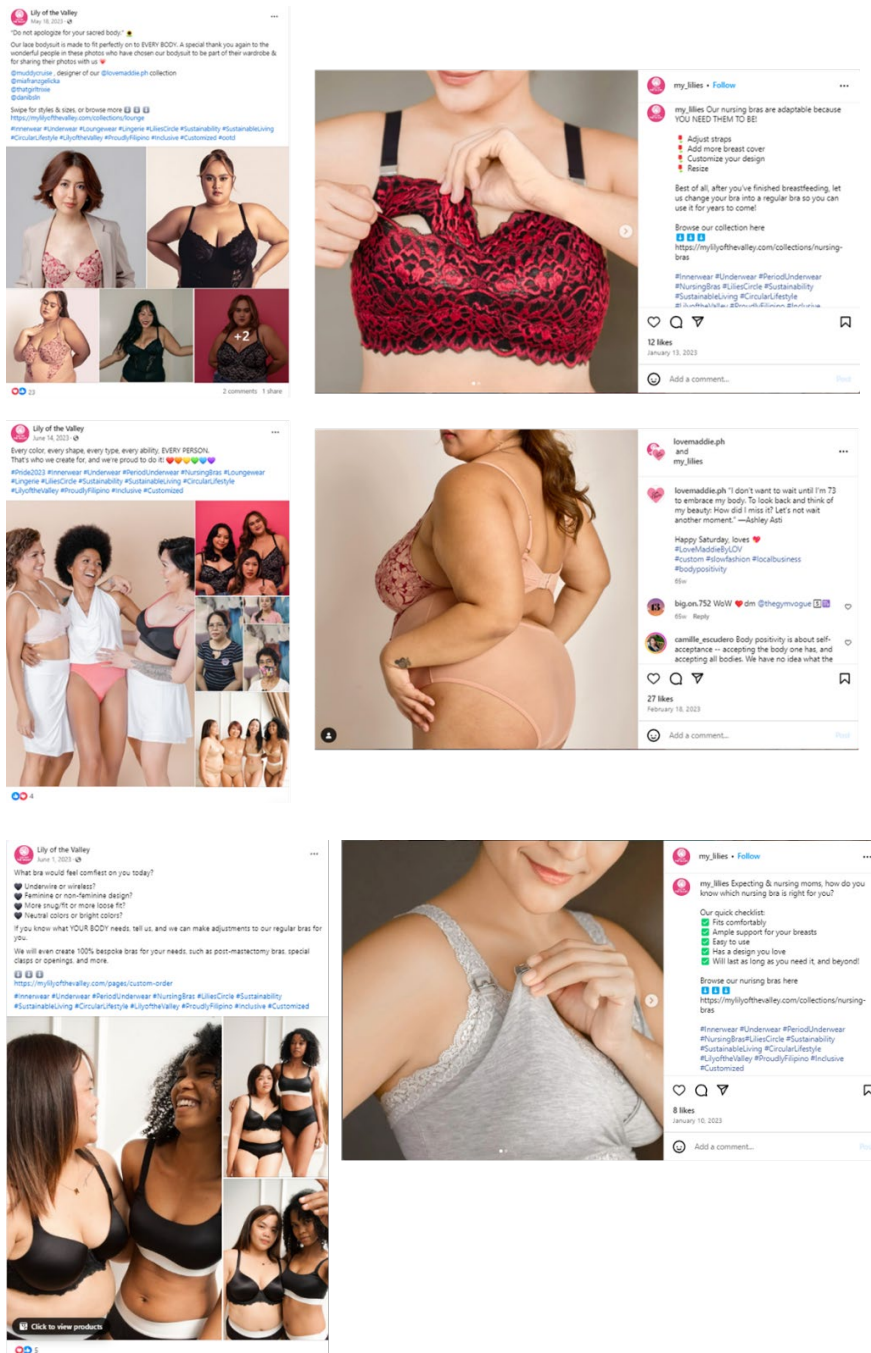 Lily of the Valley
May 18, 2023
"Do not apologize for your sacred body." 🌻
Our lace bodysuit is made to fit perfectly on to EVERY BODY. A special thank you again to the
wonderful people in these photos who have chosen our bodysuit to be part of their wardrobe &
for sharing their photos with us
@muddycruise , designer of our @lovemaddie.ph collection
@thatgirltrixie
@danibsln
Swipe for styles & sizes, or browse more ⬇️⬇️⬇️
https://mylilyofthevalley.com/collections/lounge
#Innerwear #Underwear #Loungewear #Lingerie #LiliesCircle #Sustainability #SustainableLiving
#CircularLifestyle #LilyoftheValley #ProudlyFilipino #Inclusive #Customized #ootd
+2
23
2 comments 1 share
my_lilies • Follow
my_lilies Our nursing bras are adaptable because
YOU NEED THEM TO BE!
🌹 Adjust straps
🌹 Add more breast cover
🌹 Customize your design
🌹 Resize
Best of all, after you've finished breastfeeding, let
us change your bra into a regular bra so you can
use it for years to come!
Browse our collection here
⬇️⬇️⬇️
https://mylilyofthevalley.com/collections/nursing-
bras
#Innerwear #Underwear #PeriodUnderwear
#NursingBras #LiliesCircle #Sustainability
#SustainableLiving #CircularLifestyle
#LilyoftheValley #ProudlyFilipino #Inclusive
12 likes
January 13, 2023
Add a comment...
Post
Lily of the Valley
June 14, 2023
Every color, every shape, every type, every ability, EVERY PERSON.
That's who we create for, and we're proud to do it! ❤️🧡💛💚💙💜
#Pride2023 #Innerwear #Underwear #PeriodUnderwear #NursingBras #Loungewear
#Lingerie #LiliesCircle #Sustainability #SustainableLiving #CircularLifestyle
#LilyoftheValley #ProudlyFilipino #Inclusive #Customized
4
lovemaddie.ph
and
my_lilies
lovemaddie.ph "I don't want to wait until I'm 73
to embrace my body. To look back and think of
my beauty: How did I miss it? Let's not wait
another moment." —Ashley Asti
Happy Saturday, loves ❤️
#LoveMaddieByLOV
#custom #slowfashion #localbusiness
#bodypositivity
65w
big.on.752 WoW ❤️ dm @thegymvogue
65w Reply
camille_escudero Body positivity is about self-
acceptance -- accepting the body one has, and
accepting all bodies. We have no idea what the
27 likes
February 18, 2023
Add a comment...
Post
Lily of the Valley
June 1, 2023
What bra would feel comfiest on you today?
🖤 Underwire or wireless?
🖤 Feminine or non-feminine design?
🖤 More snug/fit or more loose fit?
🖤 Neutral colors or bright colors?
If you know what YOUR BODY needs, tell us, and we can make adjustments to our regular bras for
you.
We will even create 100% bespoke bras for your needs, such as post-mastectomy bras, special
clasps or openings, and more.
⬇️⬇️⬇️
https://mylilyofthevalley.com/pages/custom-order
#Innerwear #Underwear #PeriodUnderwear #NursingBras #LiliesCircle #Sustainability
#SustainableLiving #CircularLifestyle #LilyoftheValley #ProudlyFilipino #Inclusive #Customized
Click to view products
5
my_lilies • Follow
my_lilies Expecting & nursing moms, how do you
know which nursing bra is right for you?
Our quick checklist:
✅ Fits comfortably
✅ Ample support for your breasts
✅ Easy to use
✅ Has a design you love
✅ Will last as long as you need it, and beyond!
Browse our nursing bras here
⬇️⬇️⬇️
https://mylilyofthevalley.com/collections/nursing-
bras
#Innerwear #Underwear #PeriodUnderwear
#NursingBras#LiliesCircle #Sustainability
#SustainableLiving #CircularLifestyle
#LilyoftheValley #ProudlyFilipino #Inclusive
#Customized
8 likes
January 10, 2023
Add a comment...